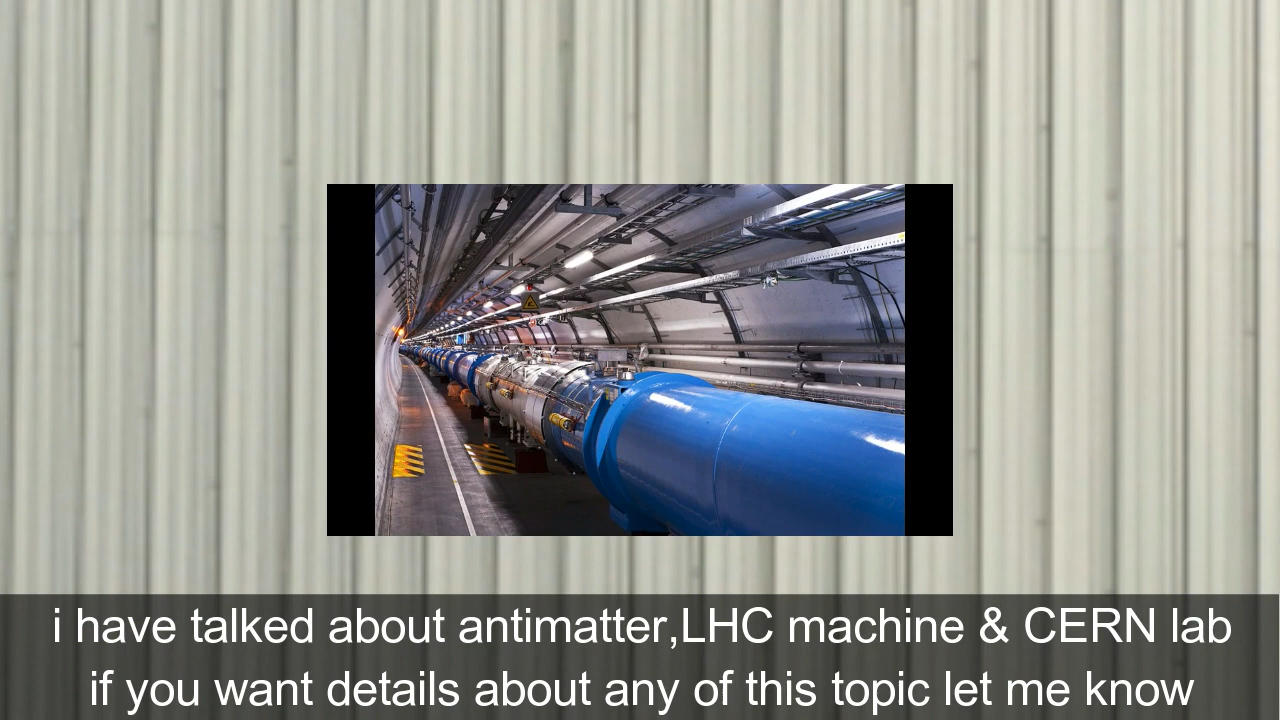 i have talked about antimatter,LHC machine & CERN lab
if you want details about any of this topic let me know